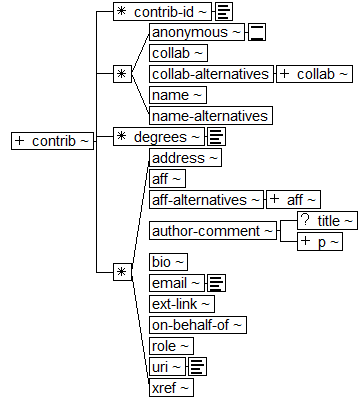 * contrib-id ~
anonymous ~
collab ~
* collab-alternatives + collab ~
name ~
name-alternatives
+ contrib ~ * degrees ~
address ~
aff ~
aff-alternatives ~ + aff ~
? title ~
author-comment ~
+ p ~
bio ~
* email ~
ext-link ~
on-behalf-of ~
role ~
uri ~
xref ~